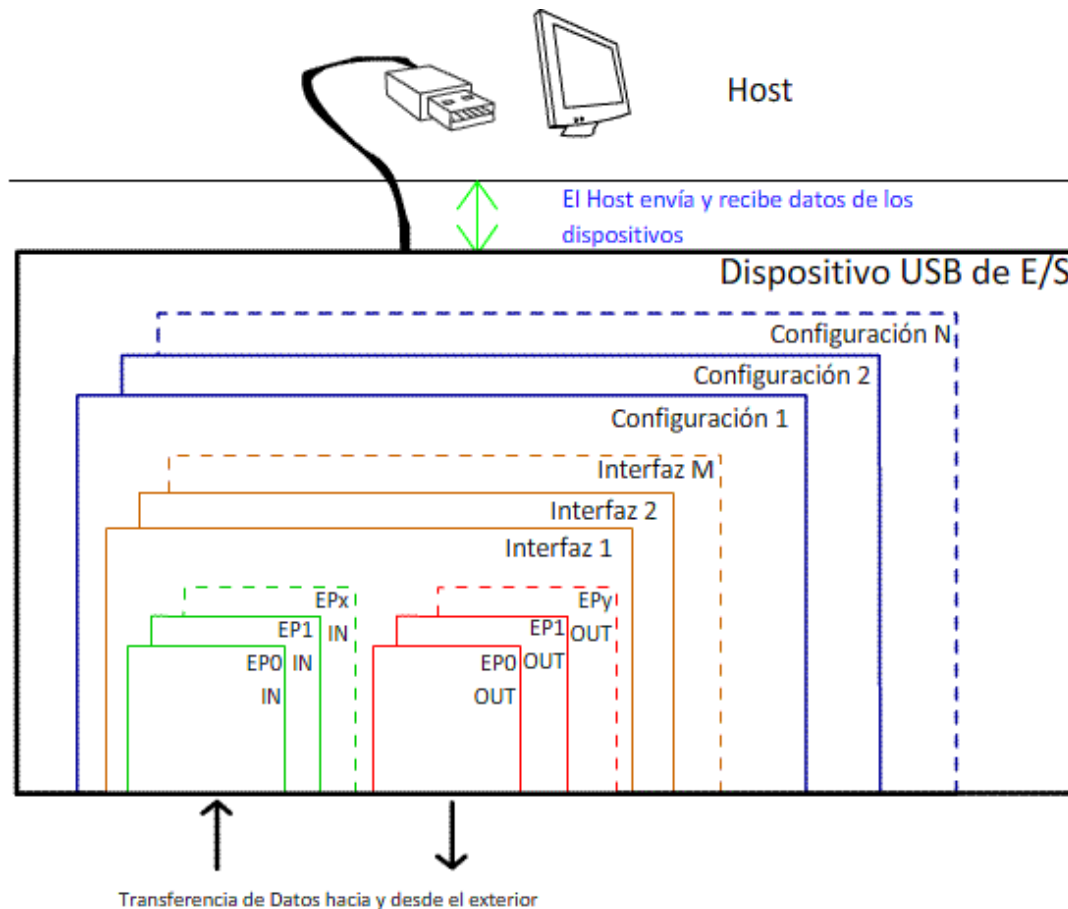 Host
El Host envía y recibe datos de los
dispositivos
Dispositivo USB de E/S
Configuración N
Configuración 2
Configuración 1
Interfaz M
Interfaz 2
Interfaz 1
EPx
IN
EP1
IN
EP0
IN
EPy
OUT
EP1
OUT
EP0
OUT
Transferencia de Datos hacia y desde el exterior